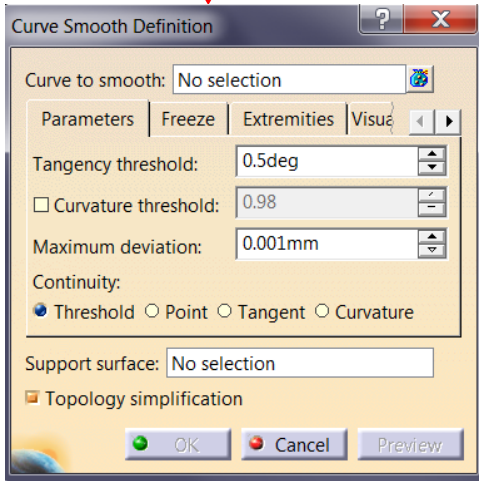 Curve Smooth Definition ? X
Curve to smooth: No selection
Parameters Freeze Extremities Visua
Tangency threshold: 0.5deg
Curvature threshold: 0.98
Maximum deviation: 0.001mm
Continuity:
Threshold Point Tangent Curvature
Support surface: No selection
Topology simplification
OK Cancel Preview